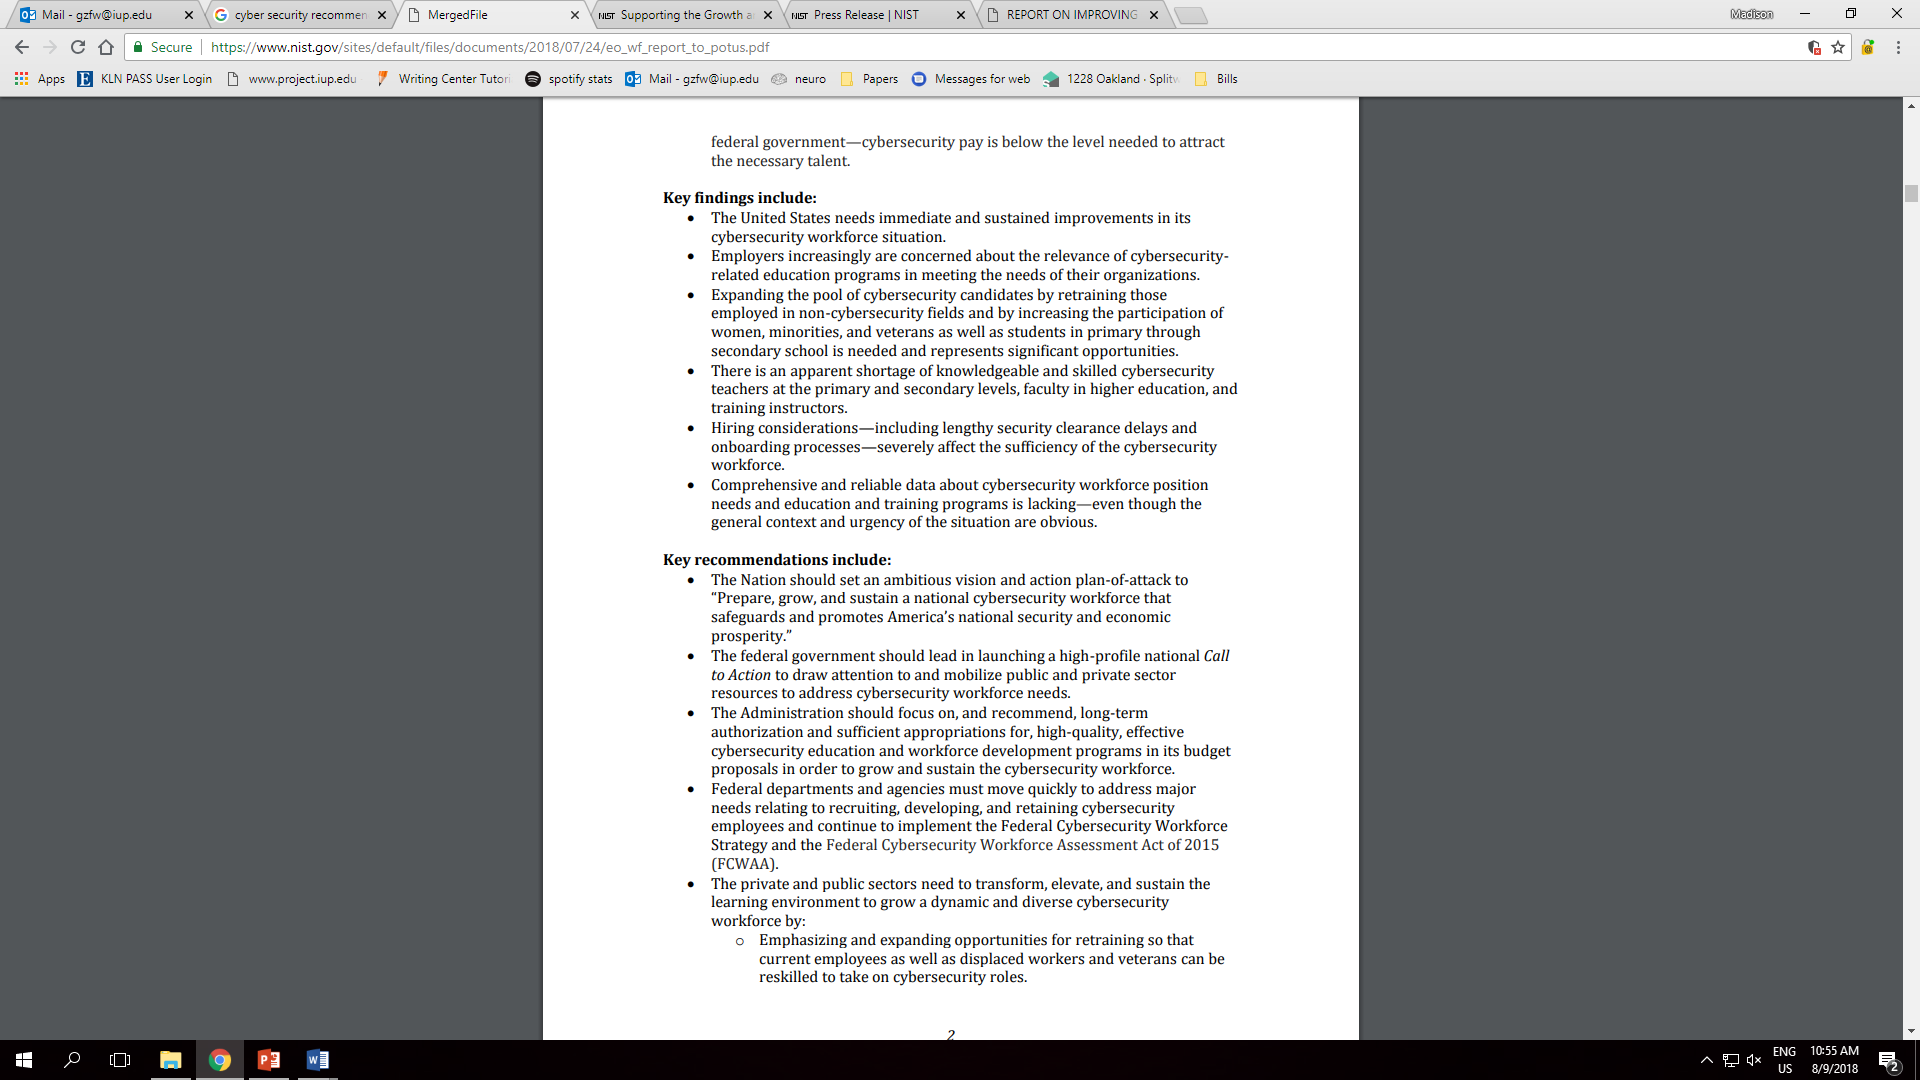 Mail - gzfw@iup.edu
cyber security recommen
MergedFile
NIST Supporting the Growth a
NIST Press Release | NIST
REPORT ON IMPROVING
Madison
Secure
https://www.nist.gov/sites/default/files/documents/2018/07/24/eo_wf_report_to_potus.pdf
Apps
KLN PASS User Login
www.project.iup.edu
Writing Center Tutori
spotify stats
Mail - gzfw@iup.edu
neuro
Papers
Messages for web
1228 Oakland · Splitw
Bills
federal government—cybersecurity pay is below the level needed to attract
the necessary talent.
Key findings include:
• The United States needs immediate and sustained improvements in its
cybersecurity workforce situation.
• Employers increasingly are concerned about the relevance of cybersecurity-
related education programs in meeting the needs of their organizations.
• Expanding the pool of cybersecurity candidates by retraining those
employed in non-cybersecurity fields and by increasing the participation of
women, minorities, and veterans as well as students in primary through
secondary school is needed and represents significant opportunities.
• There is an apparent shortage of knowledgeable and skilled cybersecurity
teachers at the primary and secondary levels, faculty in higher education, and
training instructors.
• Hiring considerations—including lengthy security clearance delays and
onboarding processes—severely affect the sufficiency of the cybersecurity
workforce.
• Comprehensive and reliable data about cybersecurity workforce position
needs and education and training programs is lacking—even though the
general context and urgency of the situation are obvious.
Key recommendations include:
• The Nation should set an ambitious vision and action plan-of-attack to
“Prepare, grow, and sustain a national cybersecurity workforce that
safeguards and promotes America’s national security and economic
prosperity.”
• The federal government should lead in launching a high-profile national Call
to Action to draw attention to and mobilize public and private sector
resources to address cybersecurity workforce needs.
• The Administration should focus on, and recommend, long-term
authorization and sufficient appropriations for, high-quality, effective
cybersecurity education and workforce development programs in its budget
proposals in order to grow and sustain the cybersecurity workforce.
• Federal departments and agencies must move quickly to address major
needs relating to recruiting, developing, and retaining cybersecurity
employees and continue to implement the Federal Cybersecurity Workforce
Strategy and the Federal Cybersecurity Workforce Assessment Act of 2015
(FCWAA).
• The private and public sectors need to transform, elevate, and sustain the
learning environment to grow a dynamic and diverse cybersecurity
workforce by:
o Emphasizing and expanding opportunities for retraining so that
current employees as well as displaced workers and veterans can be
reskilled to take on cybersecurity roles.
2
ENG
US
10:55 AM
8/9/2018
2